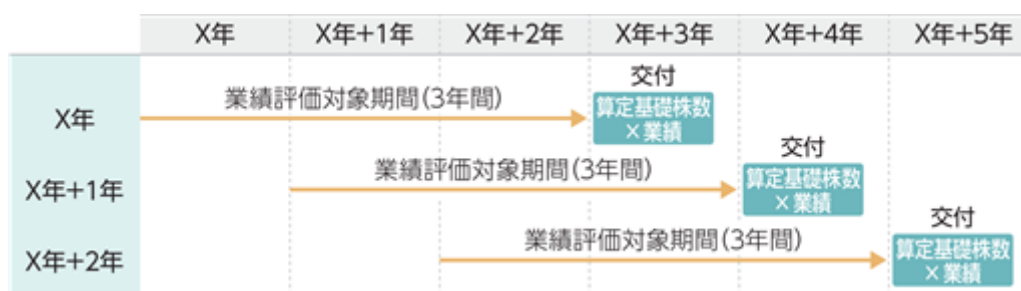 X年 X年+1年 X年+2年 X年+3年 X年+4年 X年+5年
X年
業績評価対象期間(3年間)
交付
算定基礎株数
×業績
X年+1年
業績評価対象期間(3年間)
交付
算定基礎株数
×業績
X年+2年
業績評価対象期間(3年間)
交付
算定基礎株数
×業績